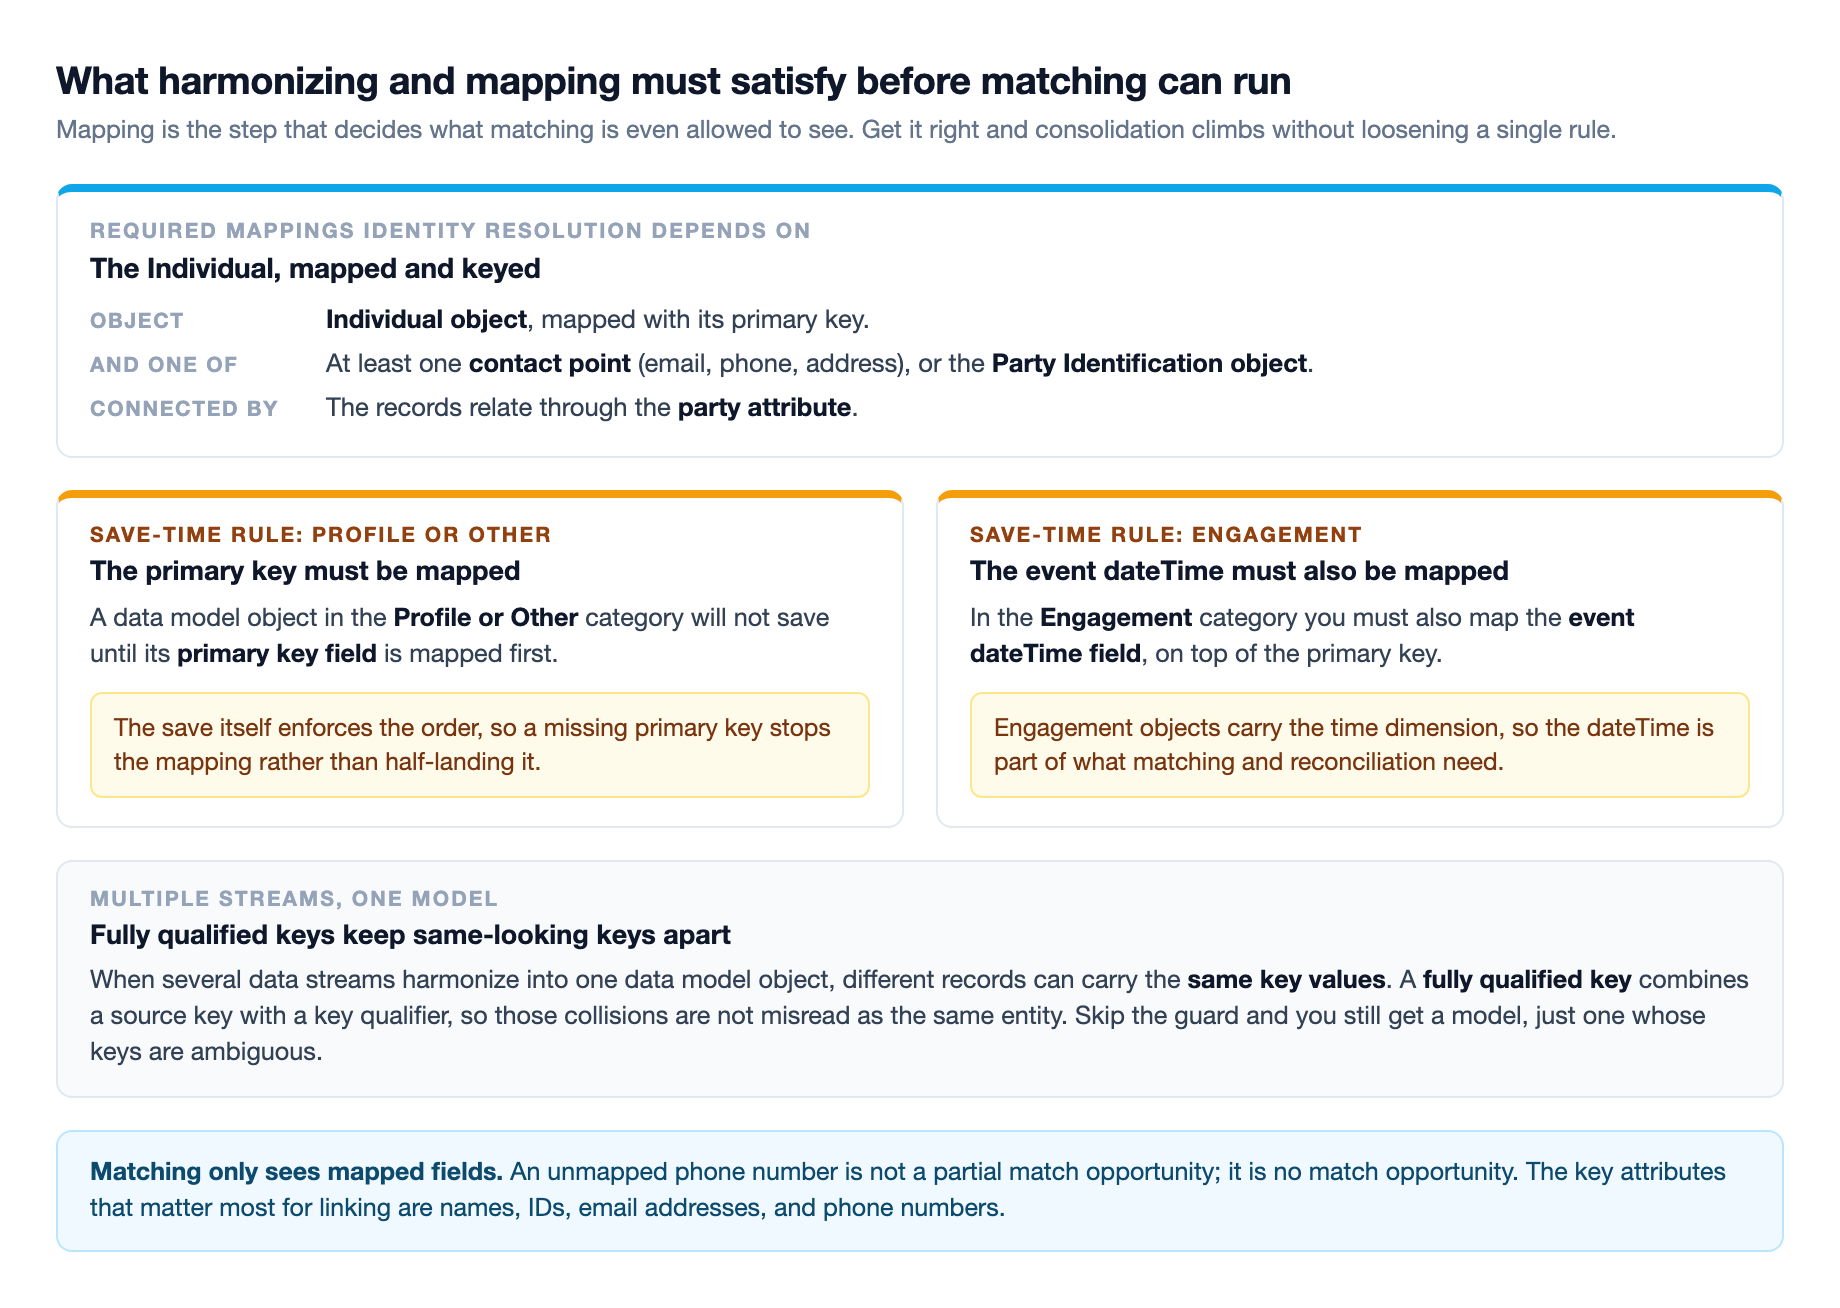 What harmonizing and mapping must satisfy before matching can run
Mapping is the step that decides what matching is even allowed to see. Get it right and consolidation climbs without loosening a single rule.
REQUIRED MAPPINGS IDENTITY RESOLUTION DEPENDS ON
The Individual, mapped and keyed
OBJECT Individual object, mapped with its primary key.
AND ONE OF At least one contact point (email, phone, address), or the Party Identification object.
CONNECTED BY The records relate through the party attribute.
SAVE-TIME RULE: PROFILE OR OTHER
The primary key must be mapped
A data model object in the Profile or Other category will not save
until its primary key field is mapped first.
The save itself enforces the order, so a missing primary key stops
the mapping rather than half-landing it.
SAVE-TIME RULE: ENGAGEMENT
The event dateTime must also be mapped
In the Engagement category you must also map the event
dateTime field, on top of the primary key.
Engagement objects carry the time dimension, so the dateTime is
part of what matching and reconciliation need.
MULTIPLE STREAMS, ONE MODEL
Fully qualified keys keep same-looking keys apart
When several data streams harmonize into one data model object, different records can carry the same key values. A fully qualified key combines
a source key with a key qualifier, so those collisions are not misread as the same entity. Skip the guard and you still get a model, just one whose
keys are ambiguous.
Matching only sees mapped fields. An unmapped phone number is not a partial match opportunity; it is no match opportunity. The key attributes
that matter most for linking are names, IDs, email addresses, and phone numbers.